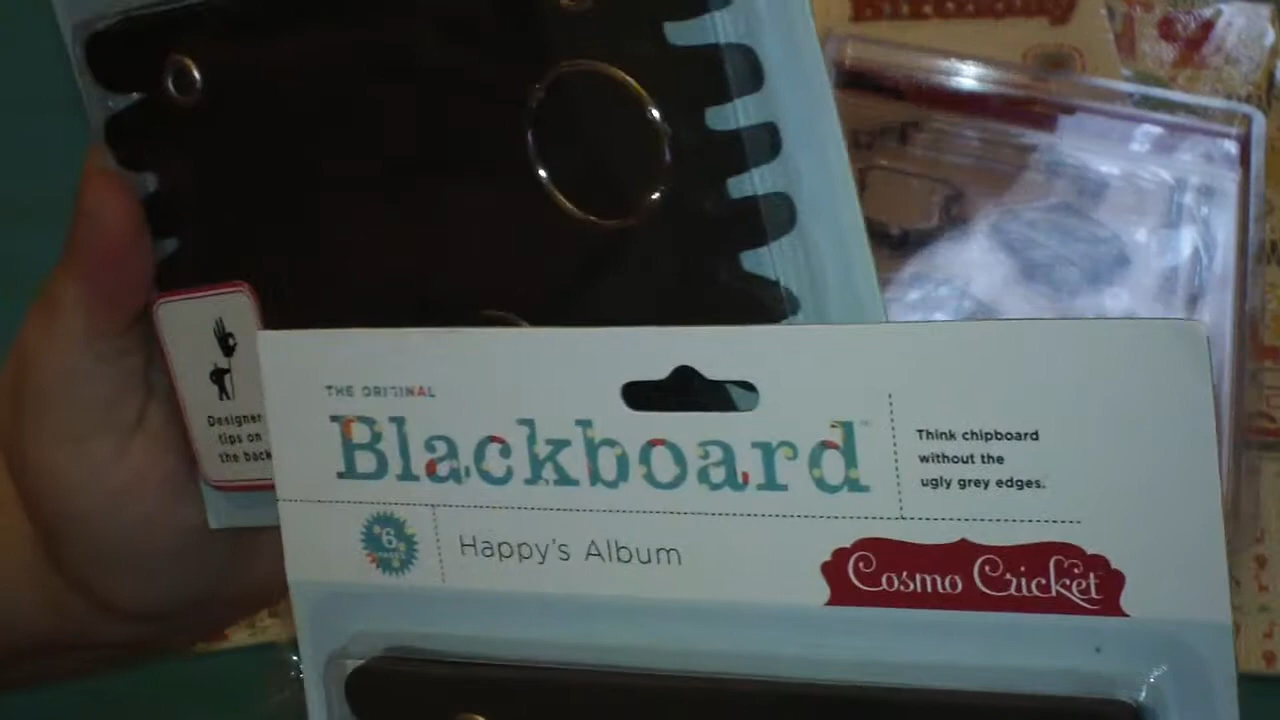 THE ORIGINAL
Blackboard™
Think chipboard
without the
ugly grey edges.
6
Happy's Album
Cosmo Cricket
Designer
tips on
the back